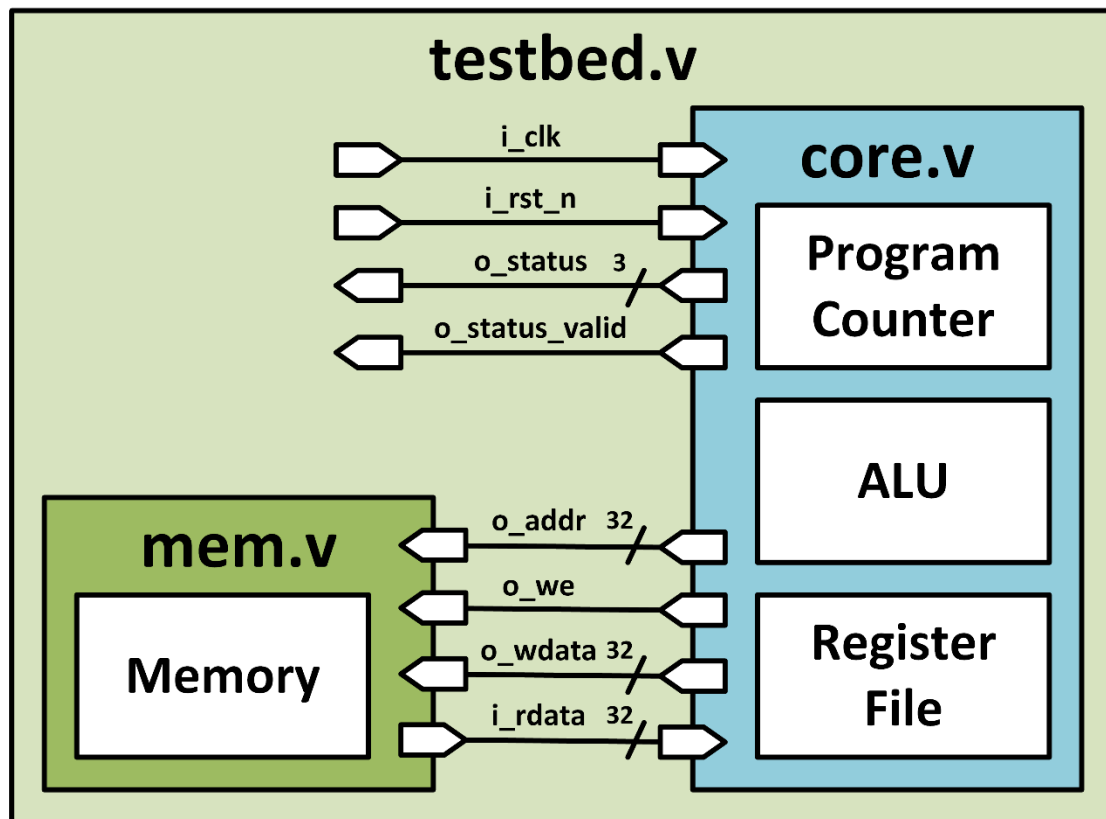 testbed.v
i_clk
core.v
i_rst_n
Program
Counter
o_status 3
o_status_valid
ALU
mem.v
o_addr 32
o_we
Memory
o_wdata 32
i_rdata 32
Register
File